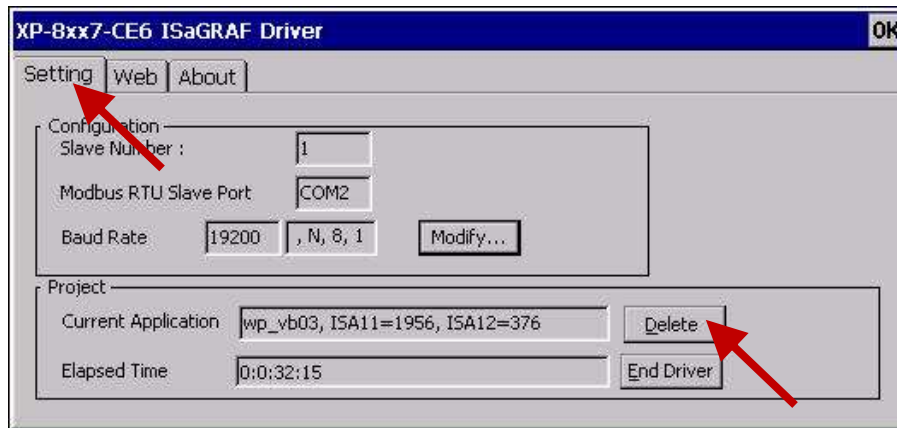 XP-8xx7-CE6 ISaGRAF Driver OK
Setting Web About
Configuration
Slave Number : 1
Modbus RTU Slave Port COM2
Baud Rate 19200 , N, 8, 1 Modify...
Project
Current Application wp_vb03, ISA11=1956, ISA12=376 Delete
Elapsed Time 0:0:32:15 End Driver